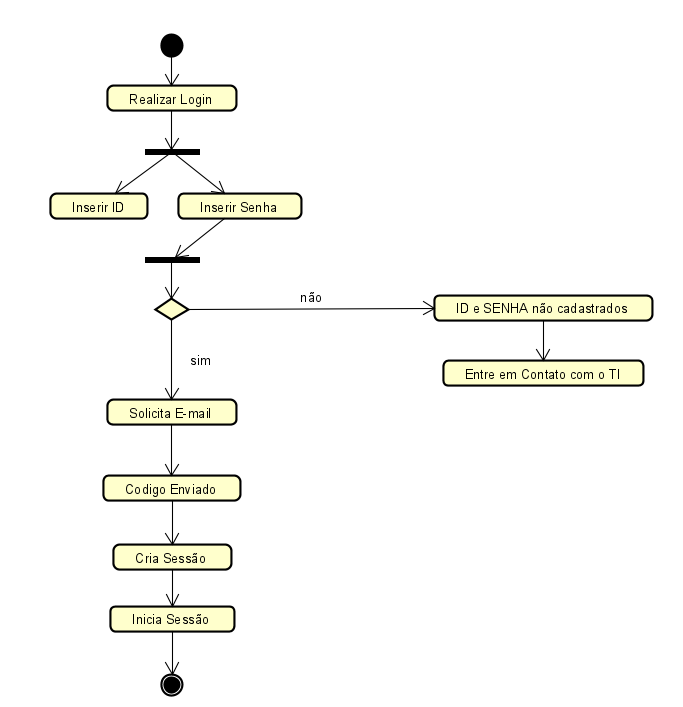 Realizar Login
Inserir ID
Inserir Senha
não
ID e SENHA não cadastrados
sim
Entre em Contato com o TI
Solicita E-mail
Codigo Enviado
Cria Sessão
Inicia Sessão